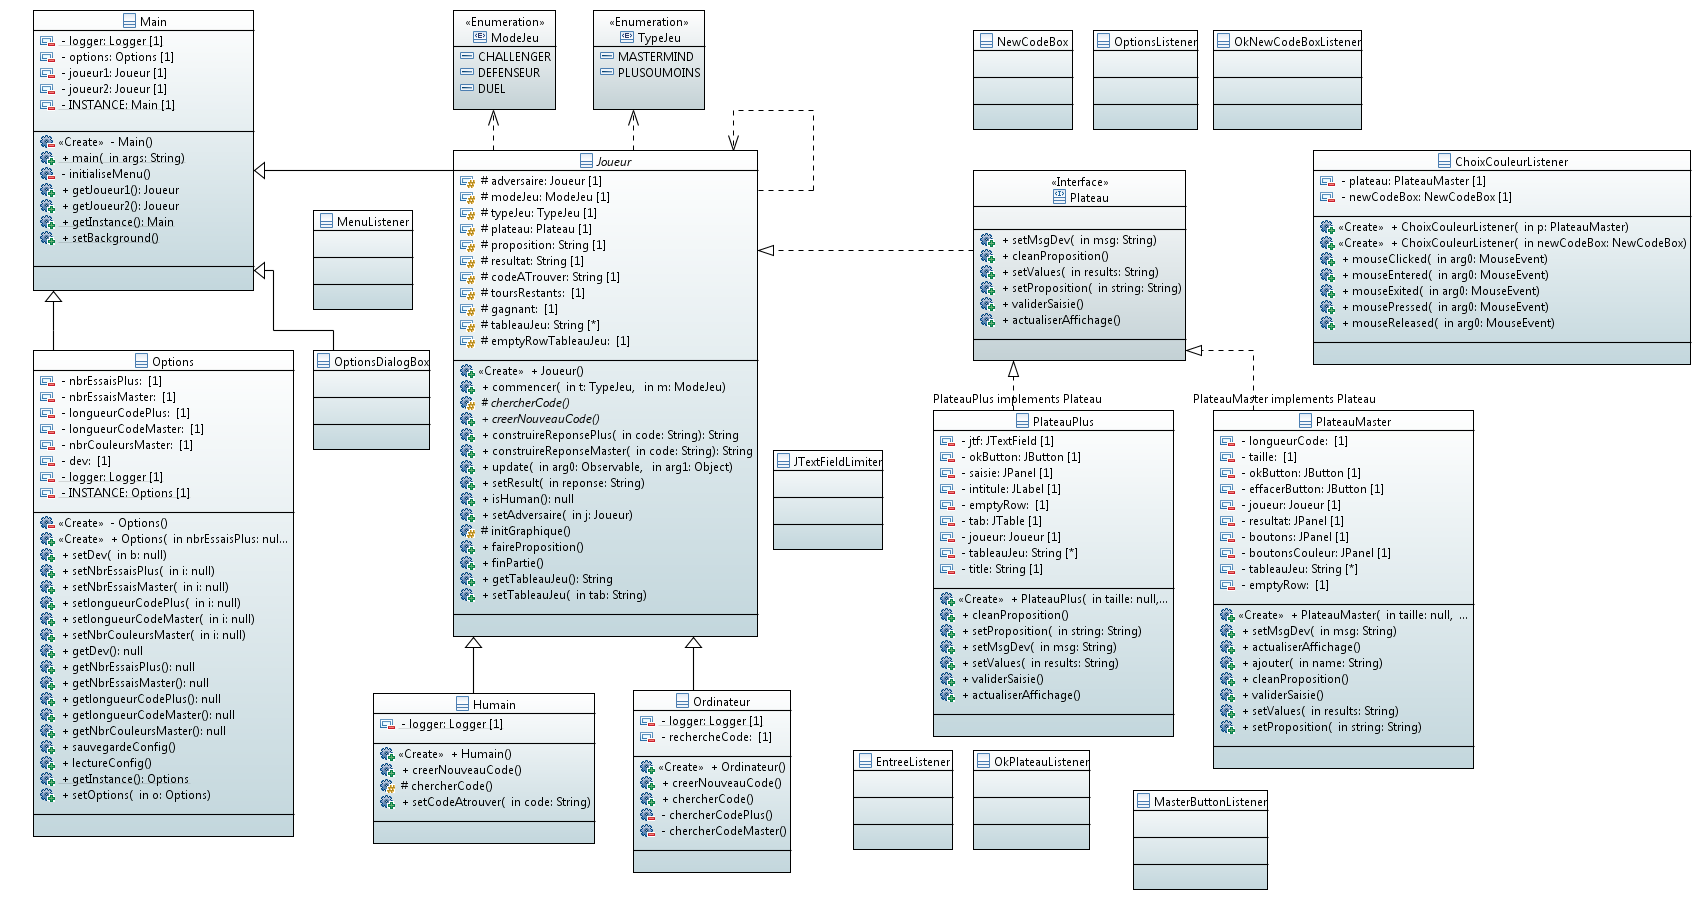 Main
- logger: Logger [1]
- options: Options [1]
- joueur1: Joueur [1]
- joueur2: Joueur [1]
- INSTANCE: Main [1]
«Create» - Main()
+ main( in args: String)
- initialiseMenu()
+ getJoueur1(): Joueur
+ getJoueur2(): Joueur
+ getInstance(): Main
+ setBackground()
«Enumeration»
ModeJeu
CHALLENGER
DEFENSEUR
DUEL
«Enumeration»
TypeJeu
MASTERMIND
PLUSOUMOINS
NewCodeBox
OptionsListener
OkNewCodeBoxListener
MenuListener
Joueur
# adversaire: Joueur [1]
# modeJeu: ModeJeu [1]
# typeJeu: TypeJeu [1]
# plateau: Plateau [1]
# proposition: String [1]
# resultat: String [1]
# codeATrouver: String [1]
# toursRestants: [1]
# gagnant: [1]
# tableauJeu: String [*]
# emptyRowTableauJeu: [1]
«Create» + Joueur()
+ commencer( in t: TypeJeu, in m: ModeJeu)
# chercherCode()
+ creerNouveauCode()
+ construireReponsePlus( in code: String): String
+ construireReponseMaster( in code: String): String
+ update( in arg0: Observable, in arg1: Object)
+ setResult( in reponse: String)
+ isHuman(): null
+ setAdversaire( in j: Joueur)
# initGraphique()
+ faireProposition()
+ finPartie()
+ getTableauJeu(): String
+ setTableauJeu( in tab: String)
«Interface»
Plateau
+ setMsgDev( in msg: String)
+ cleanProposition()
+ setValues( in results: String)
+ setProposition( in string: String)
+ validerSaisie()
+ actualiserAffichage()
ChoixCouleurListener
- plateau: PlateauMaster [1]
- newCodeBox: NewCodeBox [1]
«Create» + ChoixCouleurListener( in p: PlateauMaster)
«Create» + ChoixCouleurListener( in newCodeBox: NewCodeBox)
+ mouseClicked( in arg0: MouseEvent)
+ mouseEntered( in arg0: MouseEvent)
+ mouseExited( in arg0: MouseEvent)
+ mousePressed( in arg0: MouseEvent)
+ mouseReleased( in arg0: MouseEvent)
Options
- nbrEssaisPlus: [1]
- nbrEssaisMaster: [1]
- longueurCodePlus: [1]
- longueurCodeMaster: [1]
- nbrCouleursMaster: [1]
- dev: [1]
- logger: Logger [1]
- INSTANCE: Options [1]
«Create» - Options()
«Create» + Options( in nbrEssaisPlus: nul...
+ setDev( in b: null)
+ setNbrEssaisPlus( in i: null)
+ setNbrEssaisMaster( in i: null)
+ setlongueurCodePlus( in i: null)
+ setlongueurCodeMaster( in i: null)
+ setNbrCouleursMaster( in i: null)
+ getDev(): null
+ getNbrEssaisPlus(): null
+ getNbrEssaisMaster(): null
+ getlongueurCodePlus(): null
+ getlongueurCodeMaster(): null
+ getNbrCouleursMaster(): null
+ sauvegardeConfig()
+ lectureConfig()
+ getInstance(): Options
+ setOptions( in o: Options)
OptionsDialogBox
JTextFieldLimiter
PlateauPlus implements Plateau
PlateauMaster implements Plateau
PlateauPlus
- jtf: JTextField [1]
- okButton: JButton [1]
- saisie: JPanel [1]
- intitule: JLabel [1]
- emptyRow: [1]
- tab: JTable [1]
- joueur: Joueur [1]
- tableauJeu: String [*]
- title: String [1]
«Create» + PlateauPlus( in taille: null,...
+ cleanProposition()
+ setProposition( in string: String)
+ setMsgDev( in msg: String)
+ setValues( in results: String)
+ validerSaisie()
+ actualiserAffichage()
PlateauMaster
- longueurCode: [1]
- taille: [1]
- okButton: JButton [1]
- effacerButton: JButton [1]
- joueur: Joueur [1]
- resultat: JPanel [1]
- boutons: JPanel [1]
- boutonsCouleur: JPanel [1]
- tableauJeu: String [*]
- emptyRow: [1]
«Create» + PlateauMaster( in taille: null, ...
+ setMsgDev( in msg: String)
+ actualiserAffichage()
+ ajouter( in name: String)
+ cleanProposition()
+ validerSaisie()
+ setValues( in results: String)
+ setProposition( in string: String)
Humain
- logger: Logger [1]
«Create» + Humain()
+ creerNouveauCode()
# chercherCode()
+ setCodeAtrouver( in code: String)
Ordinateur
- logger: Logger [1]
- rechercheCode: [1]
«Create» + Ordinateur()
+ creerNouveauCode()
+ chercherCode()
- chercherCodePlus()
- chercherCodeMaster()
EntreeListener
OkPlateauListener
MasterButtonListener